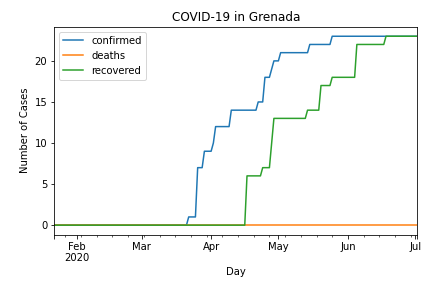 COVID-19 in Grenada
confirmed
deaths
recovered
Number of Cases
20
15
10
5
0
Feb
2020
Mar
Apr
May
Jun
Jul
Day